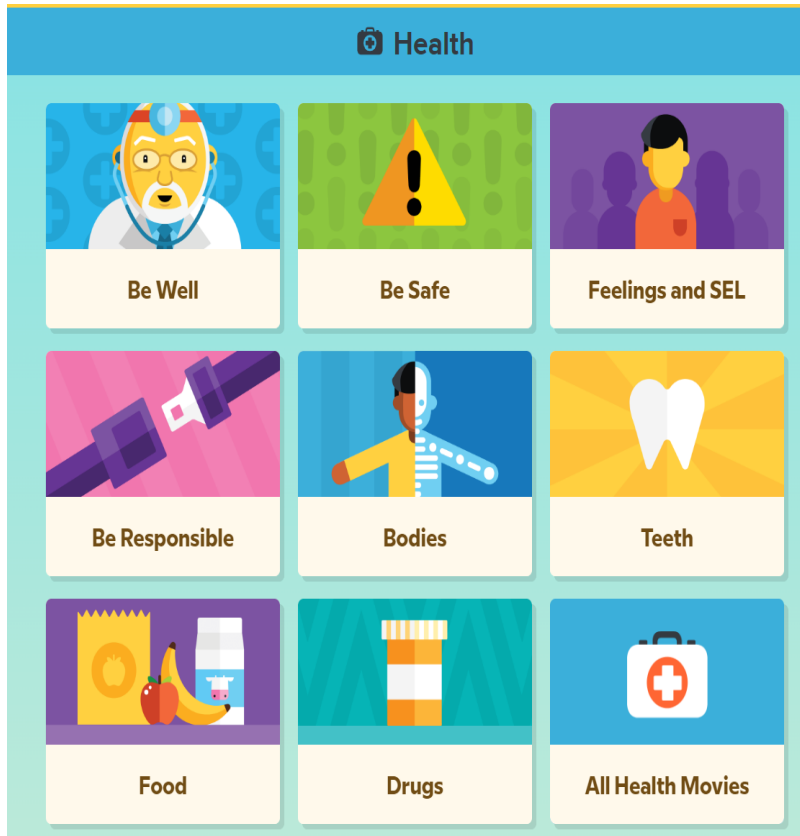 Health
Be Well
Be Safe
Feelings and SEL
Be Responsible
Bodies
Teeth
Food
Drugs
All Health Movies